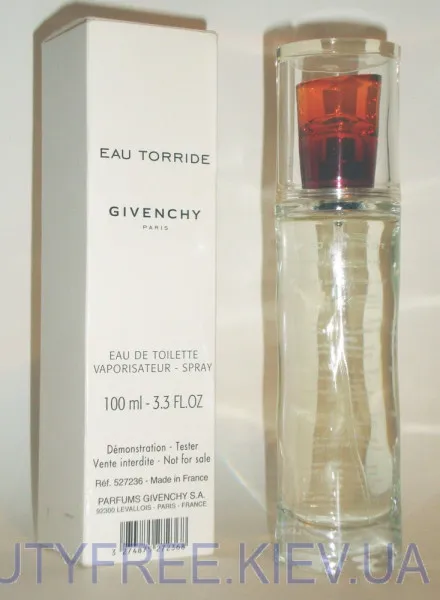 EAU TORRIDE
GIVENCHY
PARIS
EAU DE TOILETTE
VAPORISATEUR - SPRAY
100 ml - 3.3 FL.OZ
Démonstration - Tester
Vente interdite - Not for sale
Réf. 527236 - Made in France
PARFUMS GIVENCHY S.A.
92300 LEVALLOIS - PARIS - FRANCE
UTYFREE.KIEV.UA